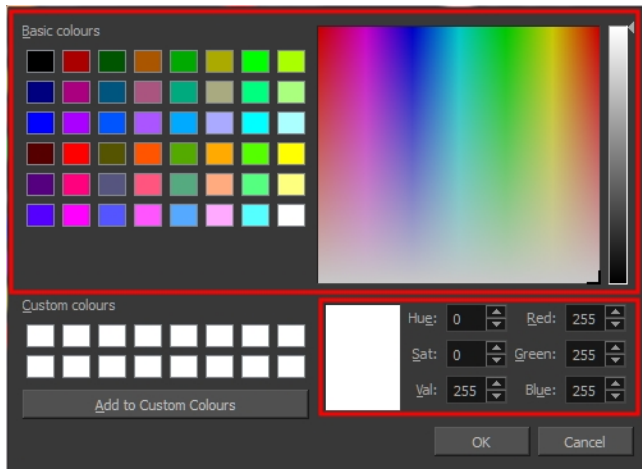 Basic colours
Custom colours
Hue: 0 Red: 255
Sat: 0 Green: 255
Val: 255 Blue: 255
Add to Custom Colours
OK Cancel